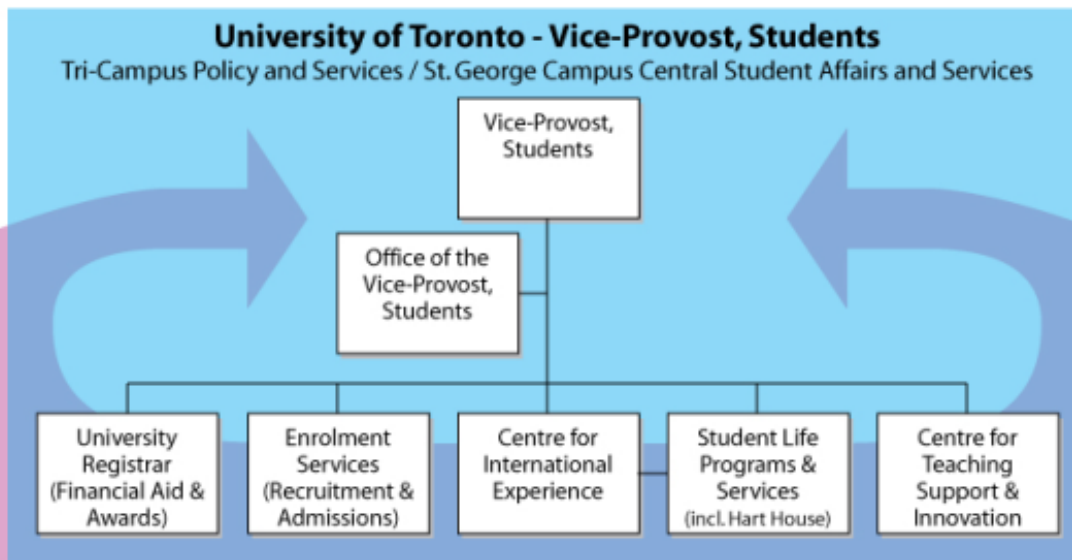 University of Toronto - Vice-Provost, Students
Tri-Campus Policy and Services / St. George Campus Central Student Affairs and Services
Vice-Provost,
Students
Office of the
Vice-Provost,
Students
University
Registrar
(Financial Aid &
Awards)
Enrolment
Services
(Recruitment &
Admissions)
Centre for
International
Experience
Student Life
Programs &
Services
(incl. Hart House)
Centre for
Teaching
Support &
Innovation